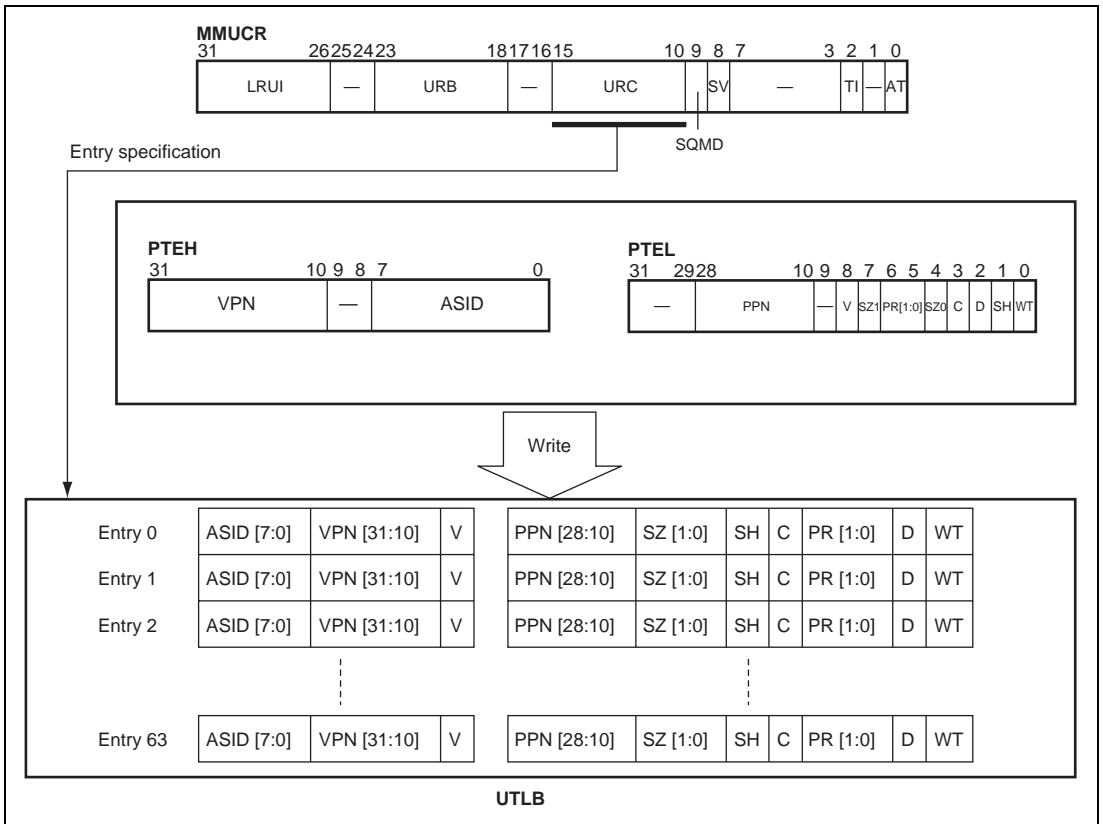 MMUCR
31 26 25 24 23 18 17 16 15 10 9 8 7 3 2 1 0
LRUI — URB — URC SV — TI — AT
SQMD
Entry specification
PTEH
31 10 9 8 7 0
VPN — ASID
PTEL
31 29 28 10 9 8 7 6 5 4 3 2 1 0
— PPN — V SZ1 PR[1:0] SZ0 C D SH WT
Write
Entry 0 ASID [7:0] VPN [31:10] V PPN [28:10] SZ [1:0] SH C PR [1:0] D WT
Entry 1 ASID [7:0] VPN [31:10] V PPN [28:10] SZ [1:0] SH C PR [1:0] D WT
Entry 2 ASID [7:0] VPN [31:10] V PPN [28:10] SZ [1:0] SH C PR [1:0] D WT
Entry 63 ASID [7:0] VPN [31:10] V PPN [28:10] SZ [1:0] SH C PR [1:0] D WT
UTLB